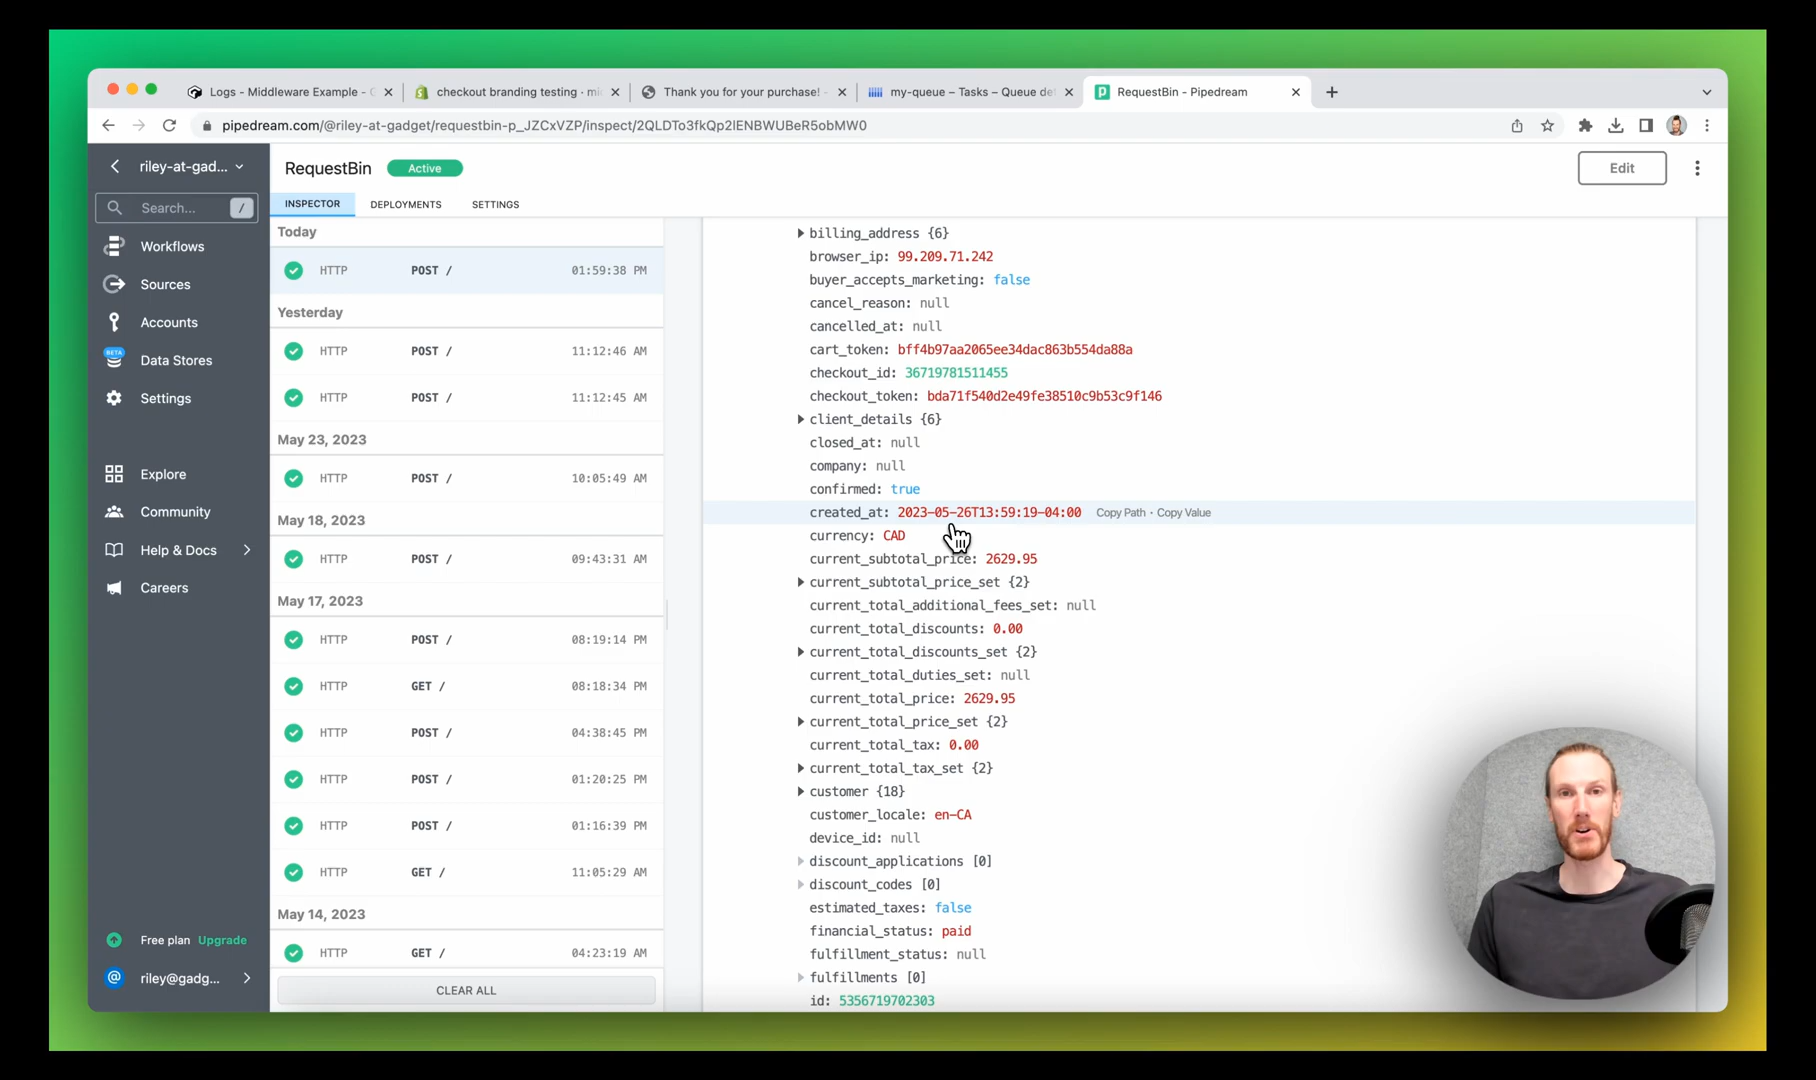 Logs - Middleware Example - G
checkout branding testing · mi
Thank you for your purchase! -
my-queue – Tasks – Queue det
RequestBin - Pipedream
pipedream.com/@riley-at-gadget/requestbin-p_JZCxVZP/inspect/2QLDTo3fkQp2lENBWUBeR5obMW0
riley-at-gad...
RequestBin
Active
Edit
Search...
/
INSPECTOR
DEPLOYMENTS
SETTINGS
Workflows
Sources
Accounts
BETA
Data Stores
Settings
Explore
Community
Help & Docs
Careers
Free plan Upgrade
@
riley@gadg...
Today
HTTP POST / 01:59:38 PM
Yesterday
HTTP POST / 11:12:46 AM
HTTP POST / 11:12:45 AM
May 23, 2023
HTTP POST / 10:05:49 AM
May 18, 2023
HTTP POST / 09:43:31 AM
May 17, 2023
HTTP POST / 08:19:14 PM
HTTP GET / 08:18:34 PM
HTTP POST / 04:38:45 PM
HTTP POST / 01:20:25 PM
HTTP POST / 01:16:39 PM
HTTP GET / 11:05:29 AM
May 14, 2023
HTTP GET / 04:23:19 AM
CLEAR ALL
billing_address {6}
browser_ip: 99.209.71.242
buyer_accepts_marketing: false
cancel_reason: null
cancelled_at: null
cart_token: bff4b97aa2065ee34dac863b554da88a
checkout_id: 36719781511455
checkout_token: bda71f540d2e49fe38510c9b53c9f146
client_details {6}
closed_at: null
company: null
confirmed: true
created_at: 2023-05-26T13:59:19-04:00 Copy Path · Copy Value
currency: CAD
current_subtotal_price: 2629.95
current_subtotal_price_set {2}
current_total_additional_fees_set: null
current_total_discounts: 0.00
current_total_discounts_set {2}
current_total_duties_set: null
current_total_price: 2629.95
current_total_price_set {2}
current_total_tax: 0.00
current_total_tax_set {2}
customer {18}
customer_locale: en-CA
device_id: null
discount_applications [0]
discount_codes [0]
estimated_taxes: false
financial_status: paid
fulfillment_status: null
fulfillments [0]
id: 5356719702303